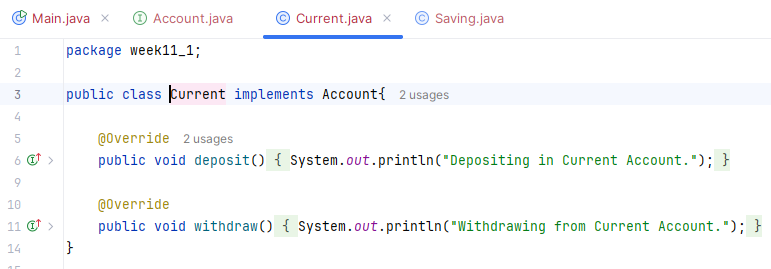 Main.java Account.java Current.java Saving.java
1 package week11_1;
2
3 public class Current implements Account{ 2 usages
4
5 @Override 2 usages
6 public void deposit() { System.out.println("Depositing in Current Account."); }
9
10 @Override
11 public void withdraw() { System.out.println("Withdrawing from Current Account."); }
14 }